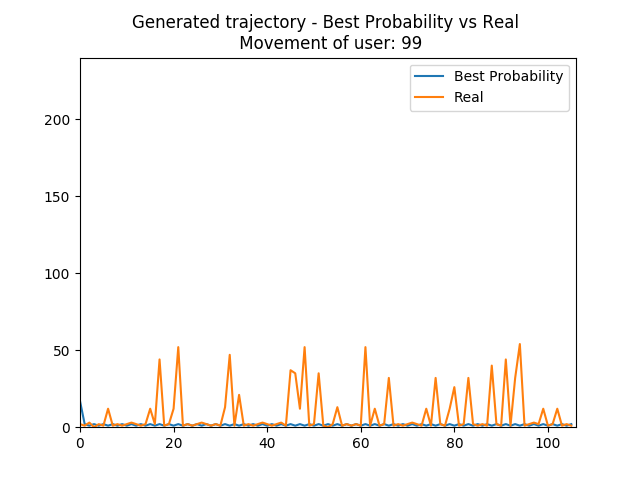 Generated trajectory - Best Probability vs Real
Movement of user: 99
Best Probability
Real
200
150
100
50
0
0 20 40 60 80 100